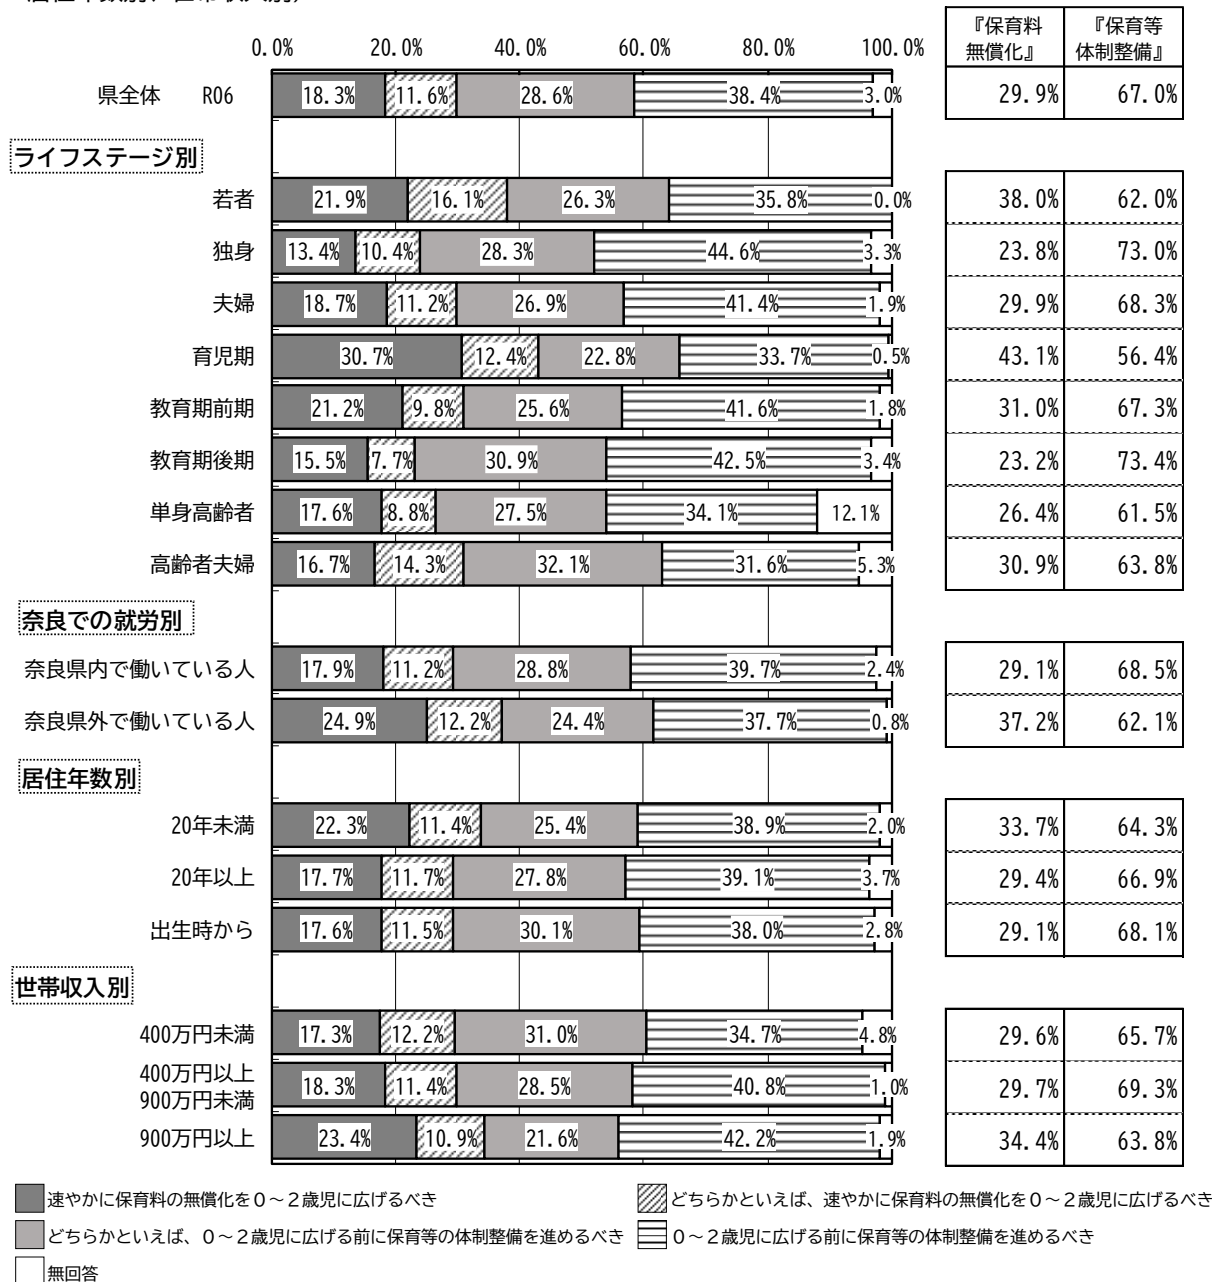 『保育料 『保育等
0.0% 20.0% 40.0% 60.0% 80.0% 100.0% 無償化』 体制整備』
県全体 R06 18.3% 11.6% 28.6% 38.4% 3.0% 29.9% 67.0%
ライフステージ別
若者 21.9% 16.1% 26.3% 35.8% 0.0% 38.0% 62.0%
独身 13.4% 10.4% 28.3% 44.6% 3.3% 23.8% 73.0%
夫婦 18.7% 11.2% 26.9% 41.4% 1.9% 29.9% 68.3%
育児期 30.7% 12.4% 22.8% 33.7% 0.5% 43.1% 56.4%
教育期前期 21.2% 9.8% 25.6% 41.6% 1.8% 31.0% 67.3%
教育期後期 15.5% 7.7% 30.9% 42.5% 3.4% 23.2% 73.4%
単身高齢者 17.6% 8.8% 27.5% 34.1% 12.1% 26.4% 61.5%
高齢者夫婦 16.7% 14.3% 32.1% 31.6% 5.3% 30.9% 63.8%
奈良での就労別
奈良県内で働いている人 17.9% 11.2% 28.8% 39.7% 2.4% 29.1% 68.5%
奈良県外で働いている人 24.9% 12.2% 24.4% 37.7% 0.8% 37.2% 62.1%
居住年数別
20年未満 22.3% 11.4% 25.4% 38.9% 2.0% 33.7% 64.3%
20年以上 17.7% 11.7% 27.8% 39.1% 3.7% 29.4% 66.9%
出生時から 17.6% 11.5% 30.1% 38.0% 2.8% 29.1% 68.1%
世帯収入別
400万円未満 17.3% 12.2% 31.0% 34.7% 4.8% 29.6% 65.7%
400万円以上
900万円未満 18.3% 11.4% 28.5% 40.8% 1.0% 29.7% 69.3%
900万円以上 23.4% 10.9% 21.6% 42.2% 1.9% 34.4% 63.8%
速やかに保育料の無償化を０～２歳児に広げるべき どちらかといえば、速やかに保育料の無償化を０～２歳児に広げるべき
どちらかといえば、０～２歳児に広げる前に保育等の体制整備を進めるべき ０～２歳児に広げる前に保育等の体制整備を進めるべき
無回答